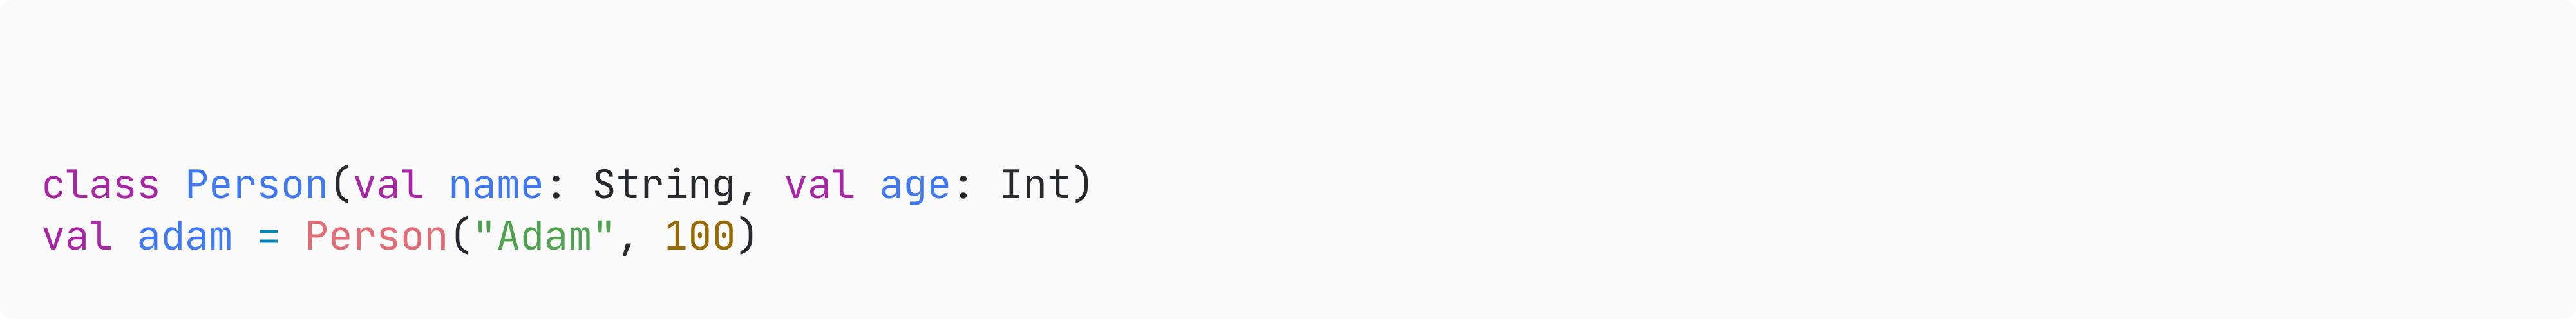 class Person(val name: String, val age: Int)
val adam = Person("Adam", 100)